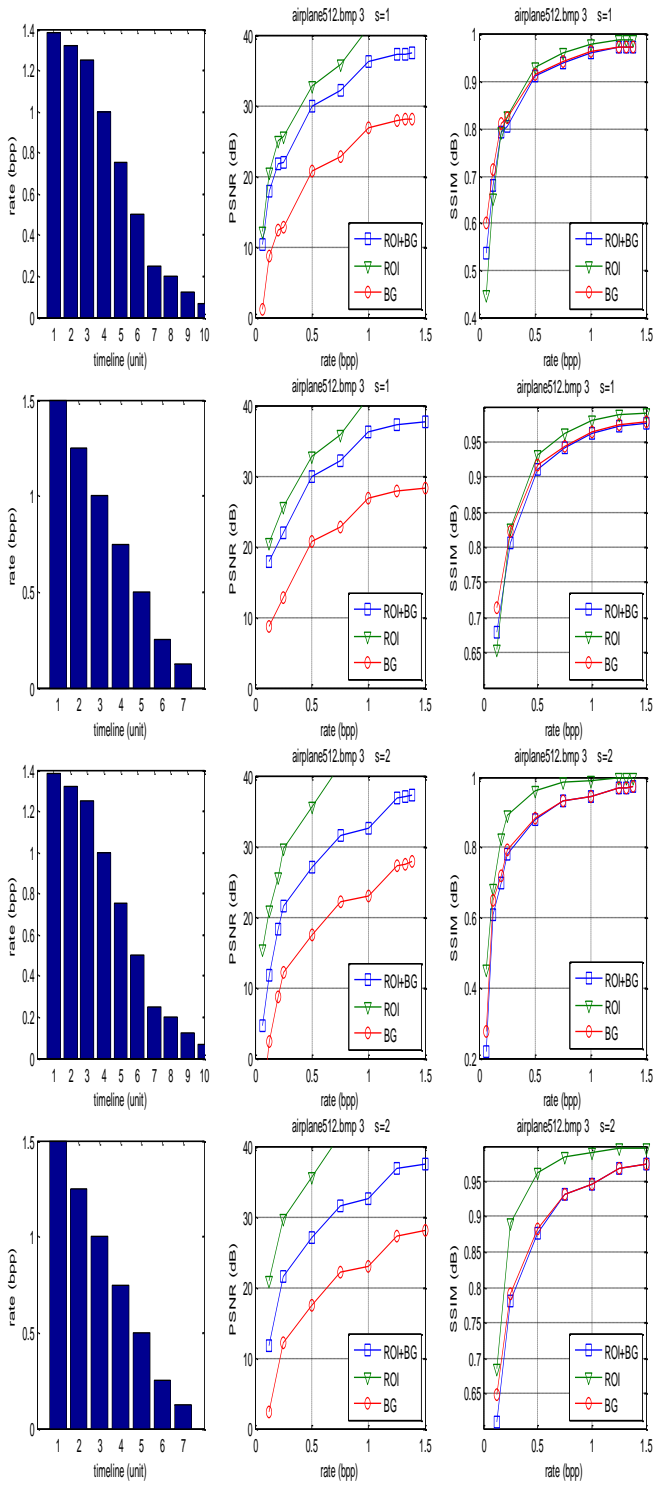 airplane512.bmp 3 s=1
airplane512.bmp 3 s=1
rate (bpp)
1.4
1.2
1
0.8
0.6
0.4
0.2
0
1 2 3 4 5 6 7 8 9 10
timeline (unit)
PSNR (dB)
40
30
20
10
0
ROI+BG
ROI
BG
0 0.5 1 1.5
rate (bpp)
SSIM (dB)
1
0.9
0.8
0.7
0.6
0.5
0.4
ROI+BG
ROI
BG
0 0.5 1 1.5
rate (bpp)
airplane512.bmp 3 s=1
airplane512.bmp 3 s=1
rate (bpp)
1.5
1
0.5
0
1 2 3 4 5 6 7
timeline (unit)
PSNR (dB)
40
30
20
10
0
ROI+BG
ROI
BG
0 0.5 1 1.5
rate (bpp)
SSIM (dB)
0.95
0.9
0.85
0.8
0.75
0.7
0.65
ROI+BG
ROI
BG
0 0.5 1 1.5
rate (bpp)
airplane512.bmp 3 s=2
airplane512.bmp 3 s=2
rate (bpp)
1.4
1.2
1
0.8
0.6
0.4
0.2
0
1 2 3 4 5 6 7 8 9 10
timeline (unit)
PSNR (dB)
40
30
20
10
0
ROI+BG
ROI
BG
0 0.5 1 1.5
rate (bpp)
SSIM (dB)
1
0.8
0.6
0.4
0.2
ROI+BG
ROI
BG
0 0.5 1 1.5
rate (bpp)
airplane512.bmp 3 s=2
airplane512.bmp 3 s=2
rate (bpp)
1.5
1
0.5
0
1 2 3 4 5 6 7
timeline (unit)
PSNR (dB)
40
30
20
10
0
ROI+BG
ROI
BG
0 0.5 1 1.5
rate (bpp)
SSIM (dB)
0.95
0.9
0.85
0.8
0.75
0.7
0.65
ROI+BG
ROI
BG
0 0.5 1 1.5
rate (bpp)